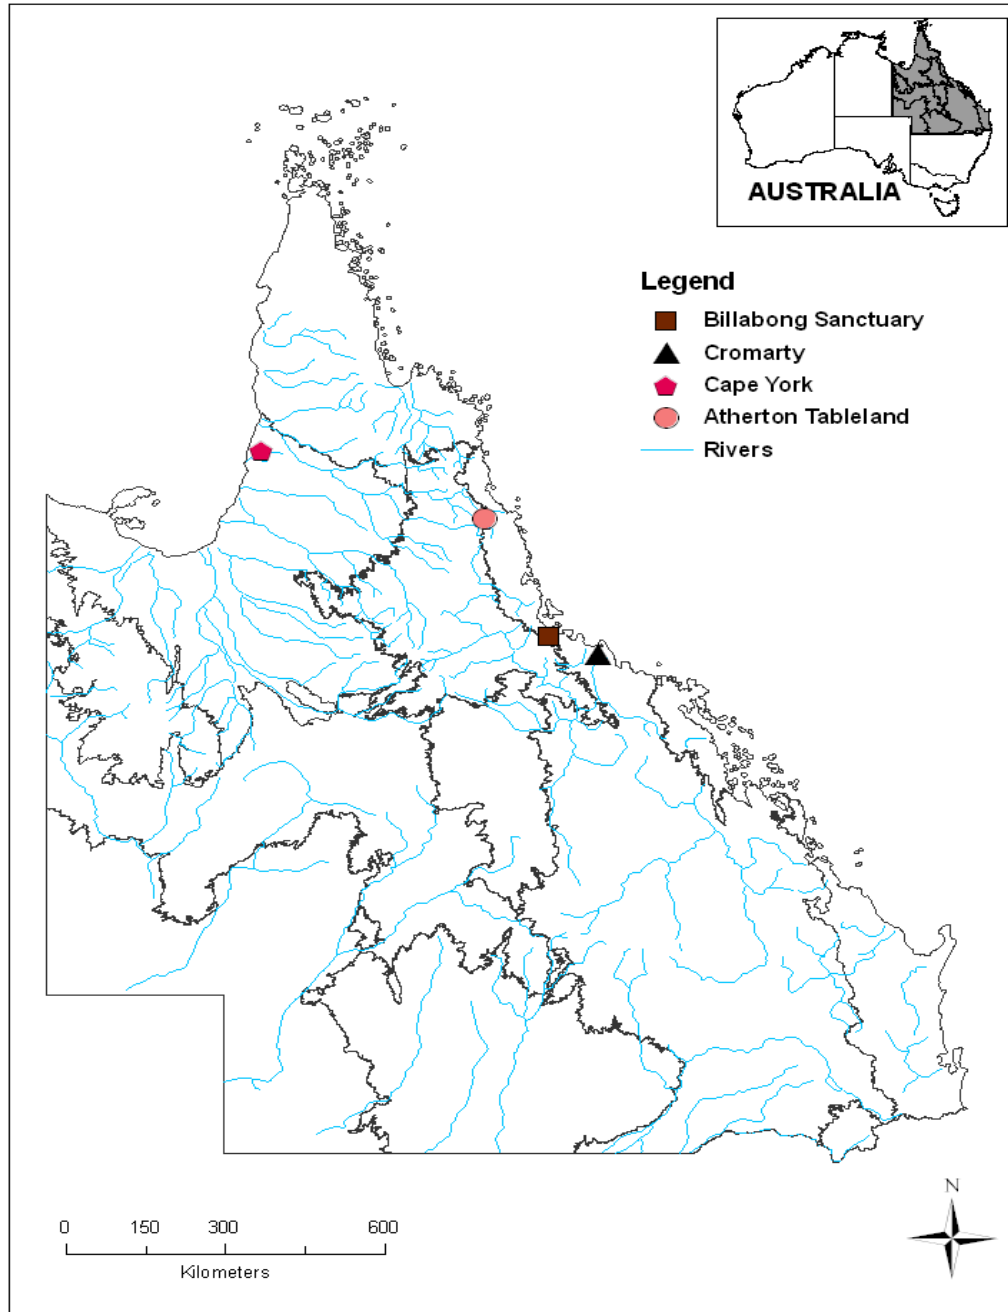 AUSTRALIA
Legend
Billabong Sanctuary
Cromarty
Cape York
Atherton Tableland
Rivers
0 150 300 600
Kilometers
N